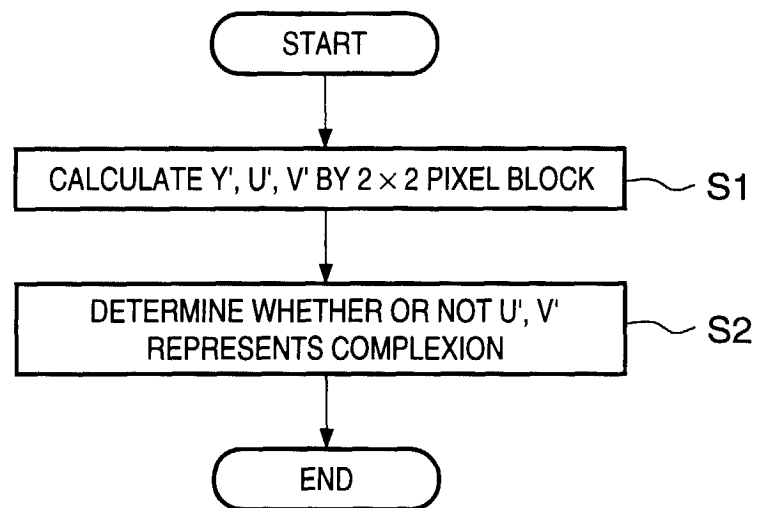 START
CALCULATE Y', U', V' BY 2 × 2 PIXEL BLOCK
S1
DETERMINE WHETHER OR NOT U', V'
REPRESENTS COMPLEXION
S2
END